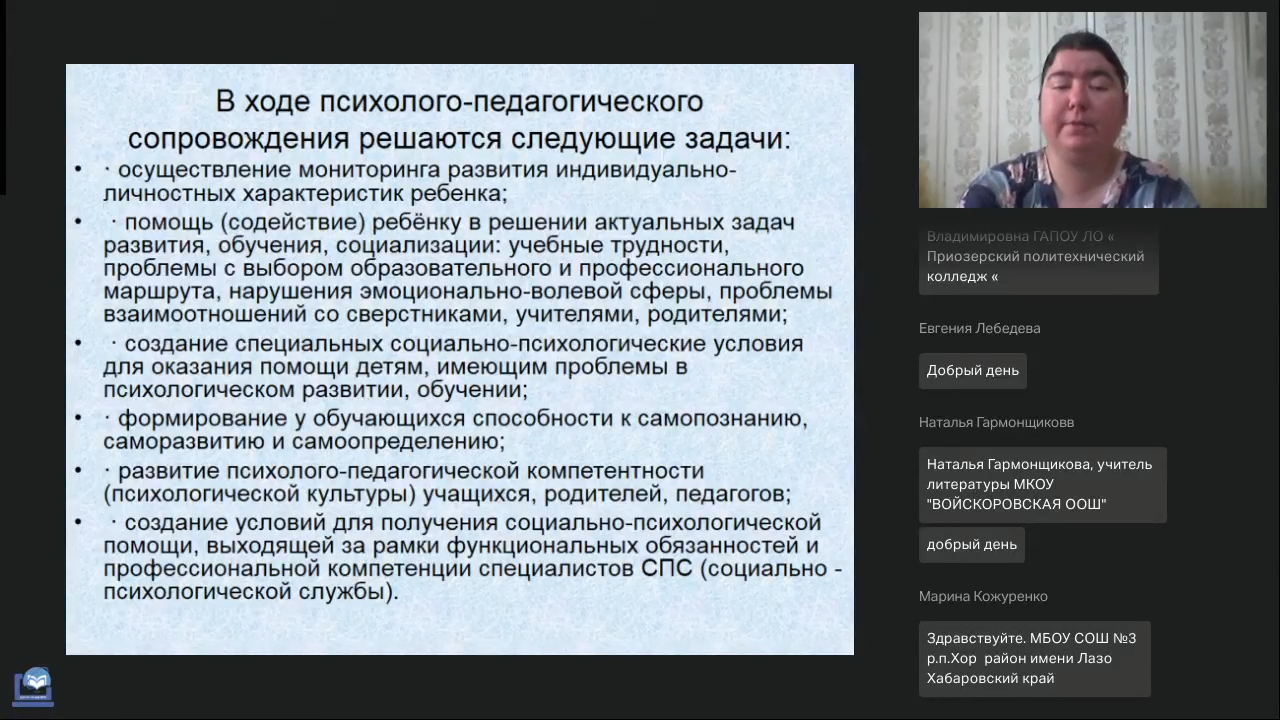 В ходе психолого-педагогического
сопровождения решаются следующие задачи:
• · осуществление мониторинга развития индивидуально-
личностных характеристик ребенка;
• · помощь (содействие) ребёнку в решении актуальных задач
развития, обучения, социализации: учебные трудности,
проблемы с выбором образовательного и профессионального
маршрута, нарушения эмоционально-волевой сферы, проблемы
взаимоотношений со сверстниками, учителями, родителями;
• · создание специальных социально-психологические условия
для оказания помощи детям, имеющим проблемы в
психологическом развитии, обучении;
• · формирование у обучающихся способности к самопознанию,
саморазвитию и самоопределению;
• · развитие психолого-педагогической компетентности
(психологической культуры) учащихся, родителей, педагогов;
• · создание условий для получения социально-психологической
помощи, выходящей за рамки функциональных обязанностей и
профессиональной компетенции специалистов СПС (социально -
психологической службы).
Владимировна ГАПОУ ЛО «
Приозерский политехнический
колледж «
Евгения Лебедева
Добрый день
Наталья Гармонщиковв
Наталья Гармонщикова, учитель
литературы МКОУ
"ВОЙСКОРОВСКАЯ ООШ"
добрый день
Марина Кожуренко
Здравствуйте. МБОУ СОШ №3
р.п.Хор  район имени Лазо
Хабаровский край